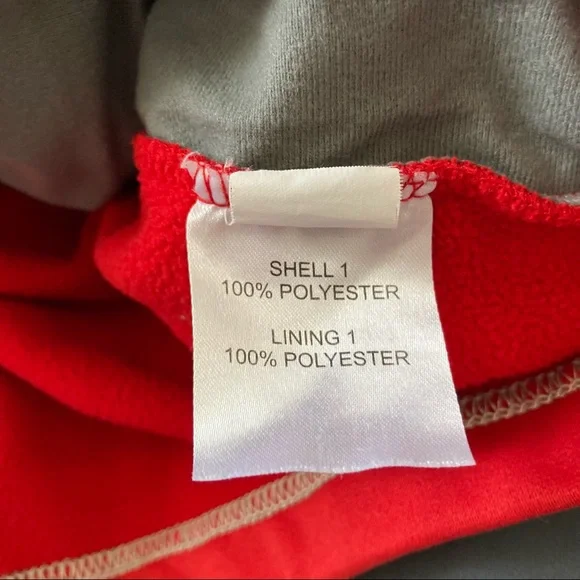 SHELL 1
100% POLYESTER
LINING 1
100% POLYESTER